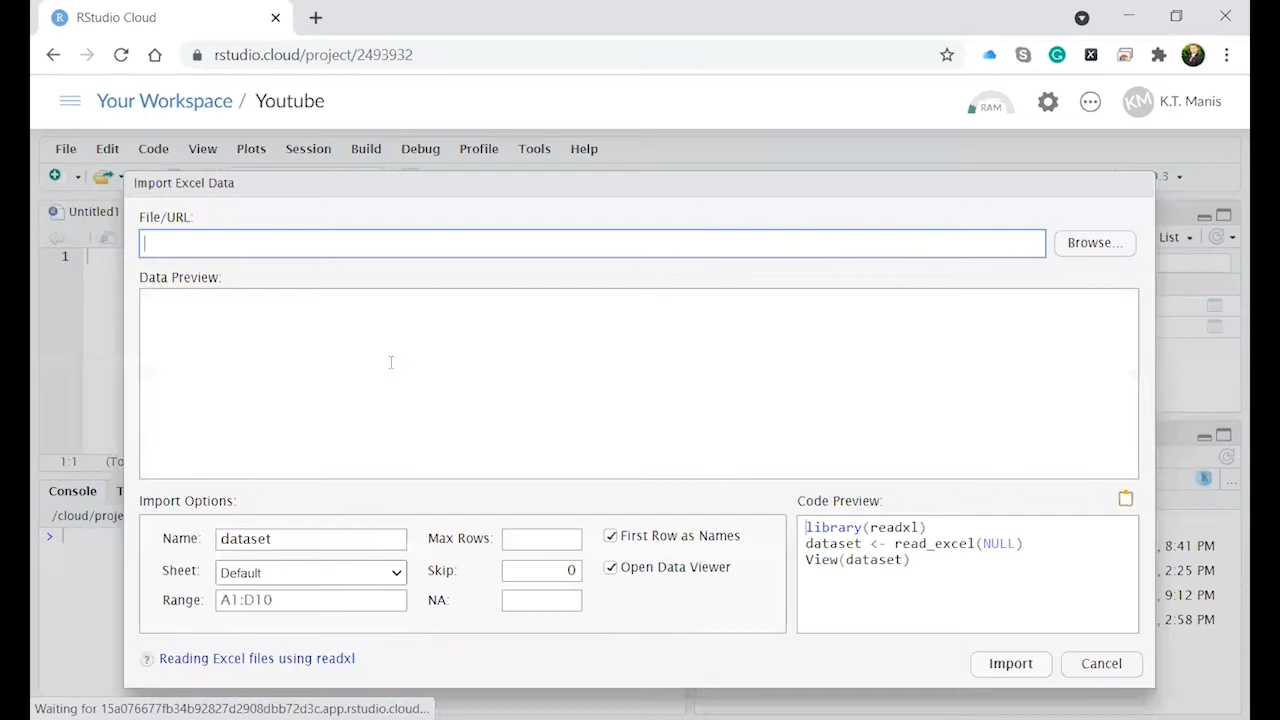 RStudio Cloud
rstudio.cloud/project/2493932
Your Workspace / Youtube
RAM
KM K.T. Manis
File Edit Code View Plots Session Build Debug Profile Tools Help
Import Excel Data
.3
File/URL:
Untitled1
Browse...
List
1
Data Preview:
1:1 (To
Console T
Import Options:
Code Preview:
/cloud/proje
Name: dataset
Max Rows:
First Row as Names
library(readxl)
dataset <- read_excel(NULL)
View(dataset)
>
Sheet: Default
Skip: 0
Open Data Viewer
Range: A1:D10
NA:
, 8:41 PM
, 2:25 PM
, 9:12 PM
, 2:58 PM
? Reading Excel files using readxl
Import
Cancel
Waiting for 15a076677fb34b92827d2908dbb72d3c.app.rstudio.cloud...